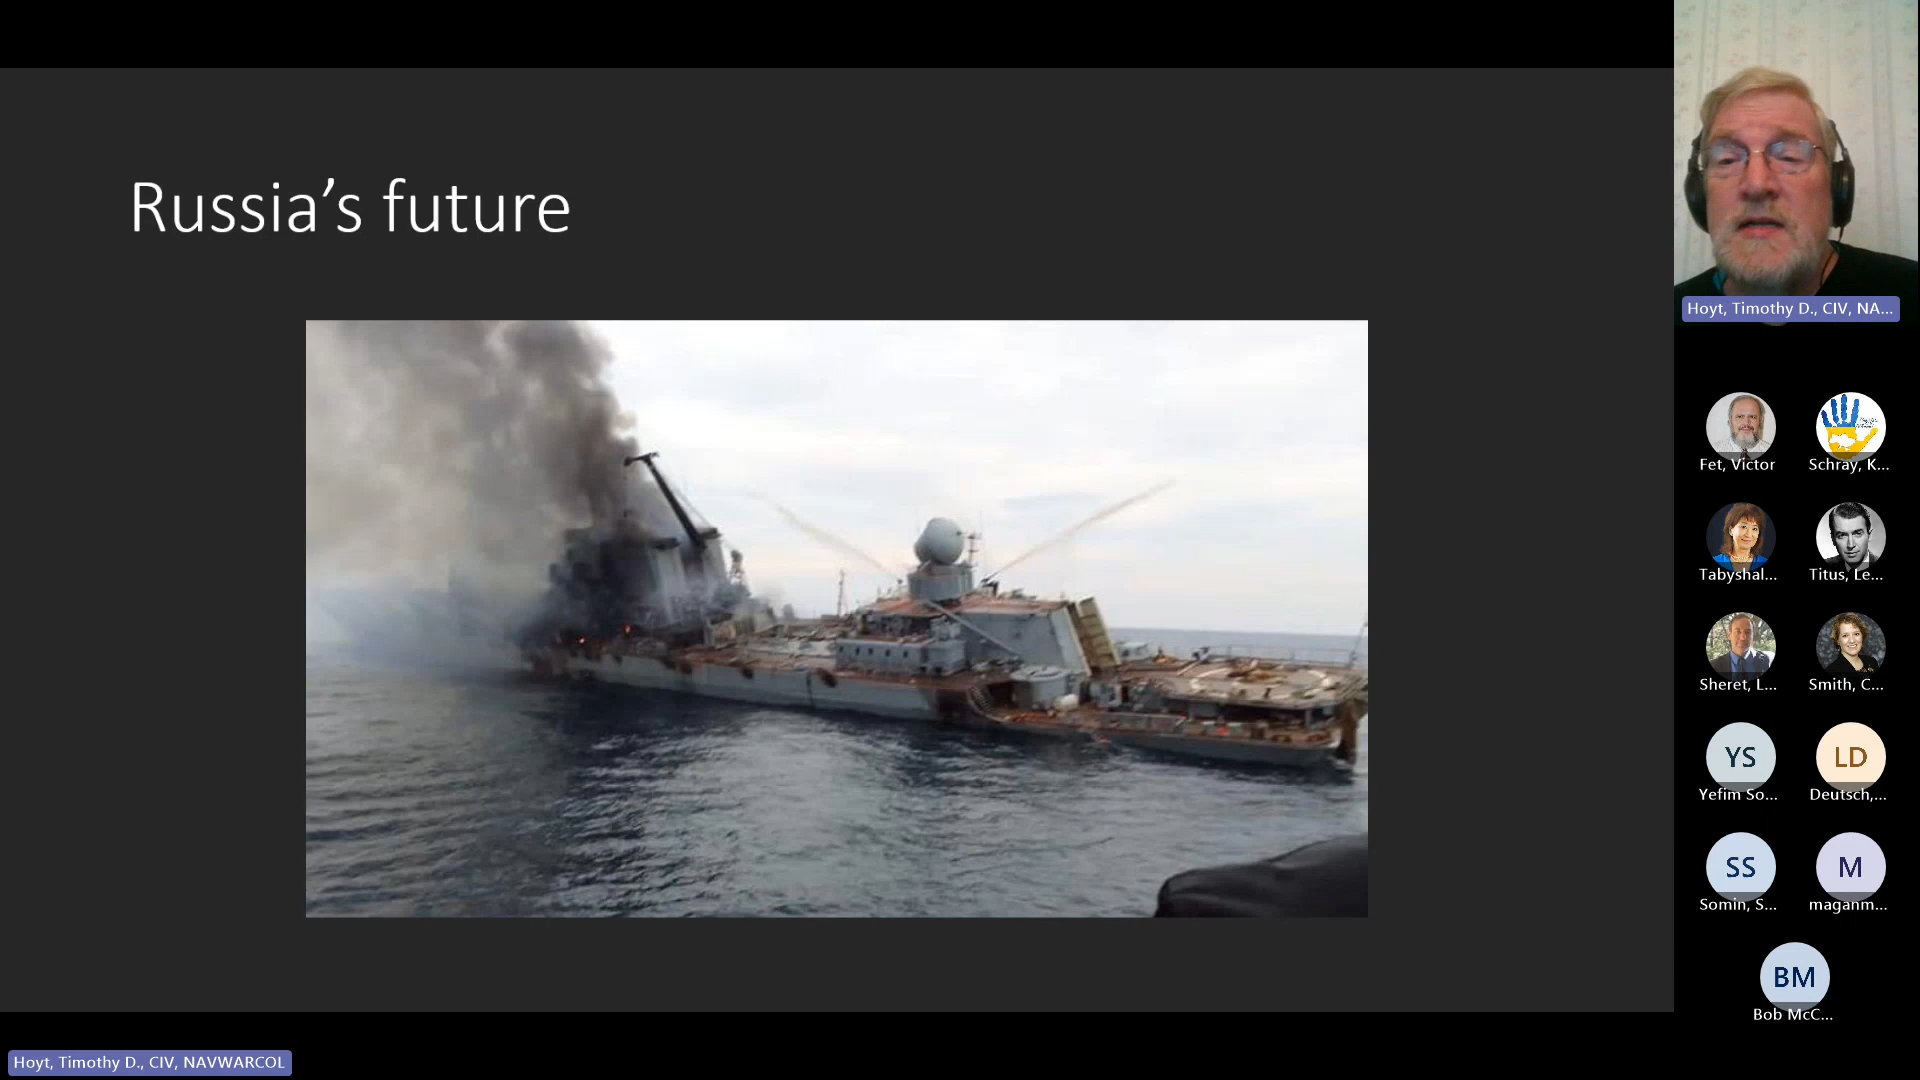 Russia's future
Hoyt, Timothy D., CIV, NA...
Fet, Victor
Schray, K...
Tabyshal...
Titus, Le...
Sheret, L...
Smith, C...
YS
LD
Yefim So...
Deutsch,...
SS
M
Somin, S...
maganm...
BM
Bob McC...
Hoyt, Timothy D., CIV, NAVWARCOL